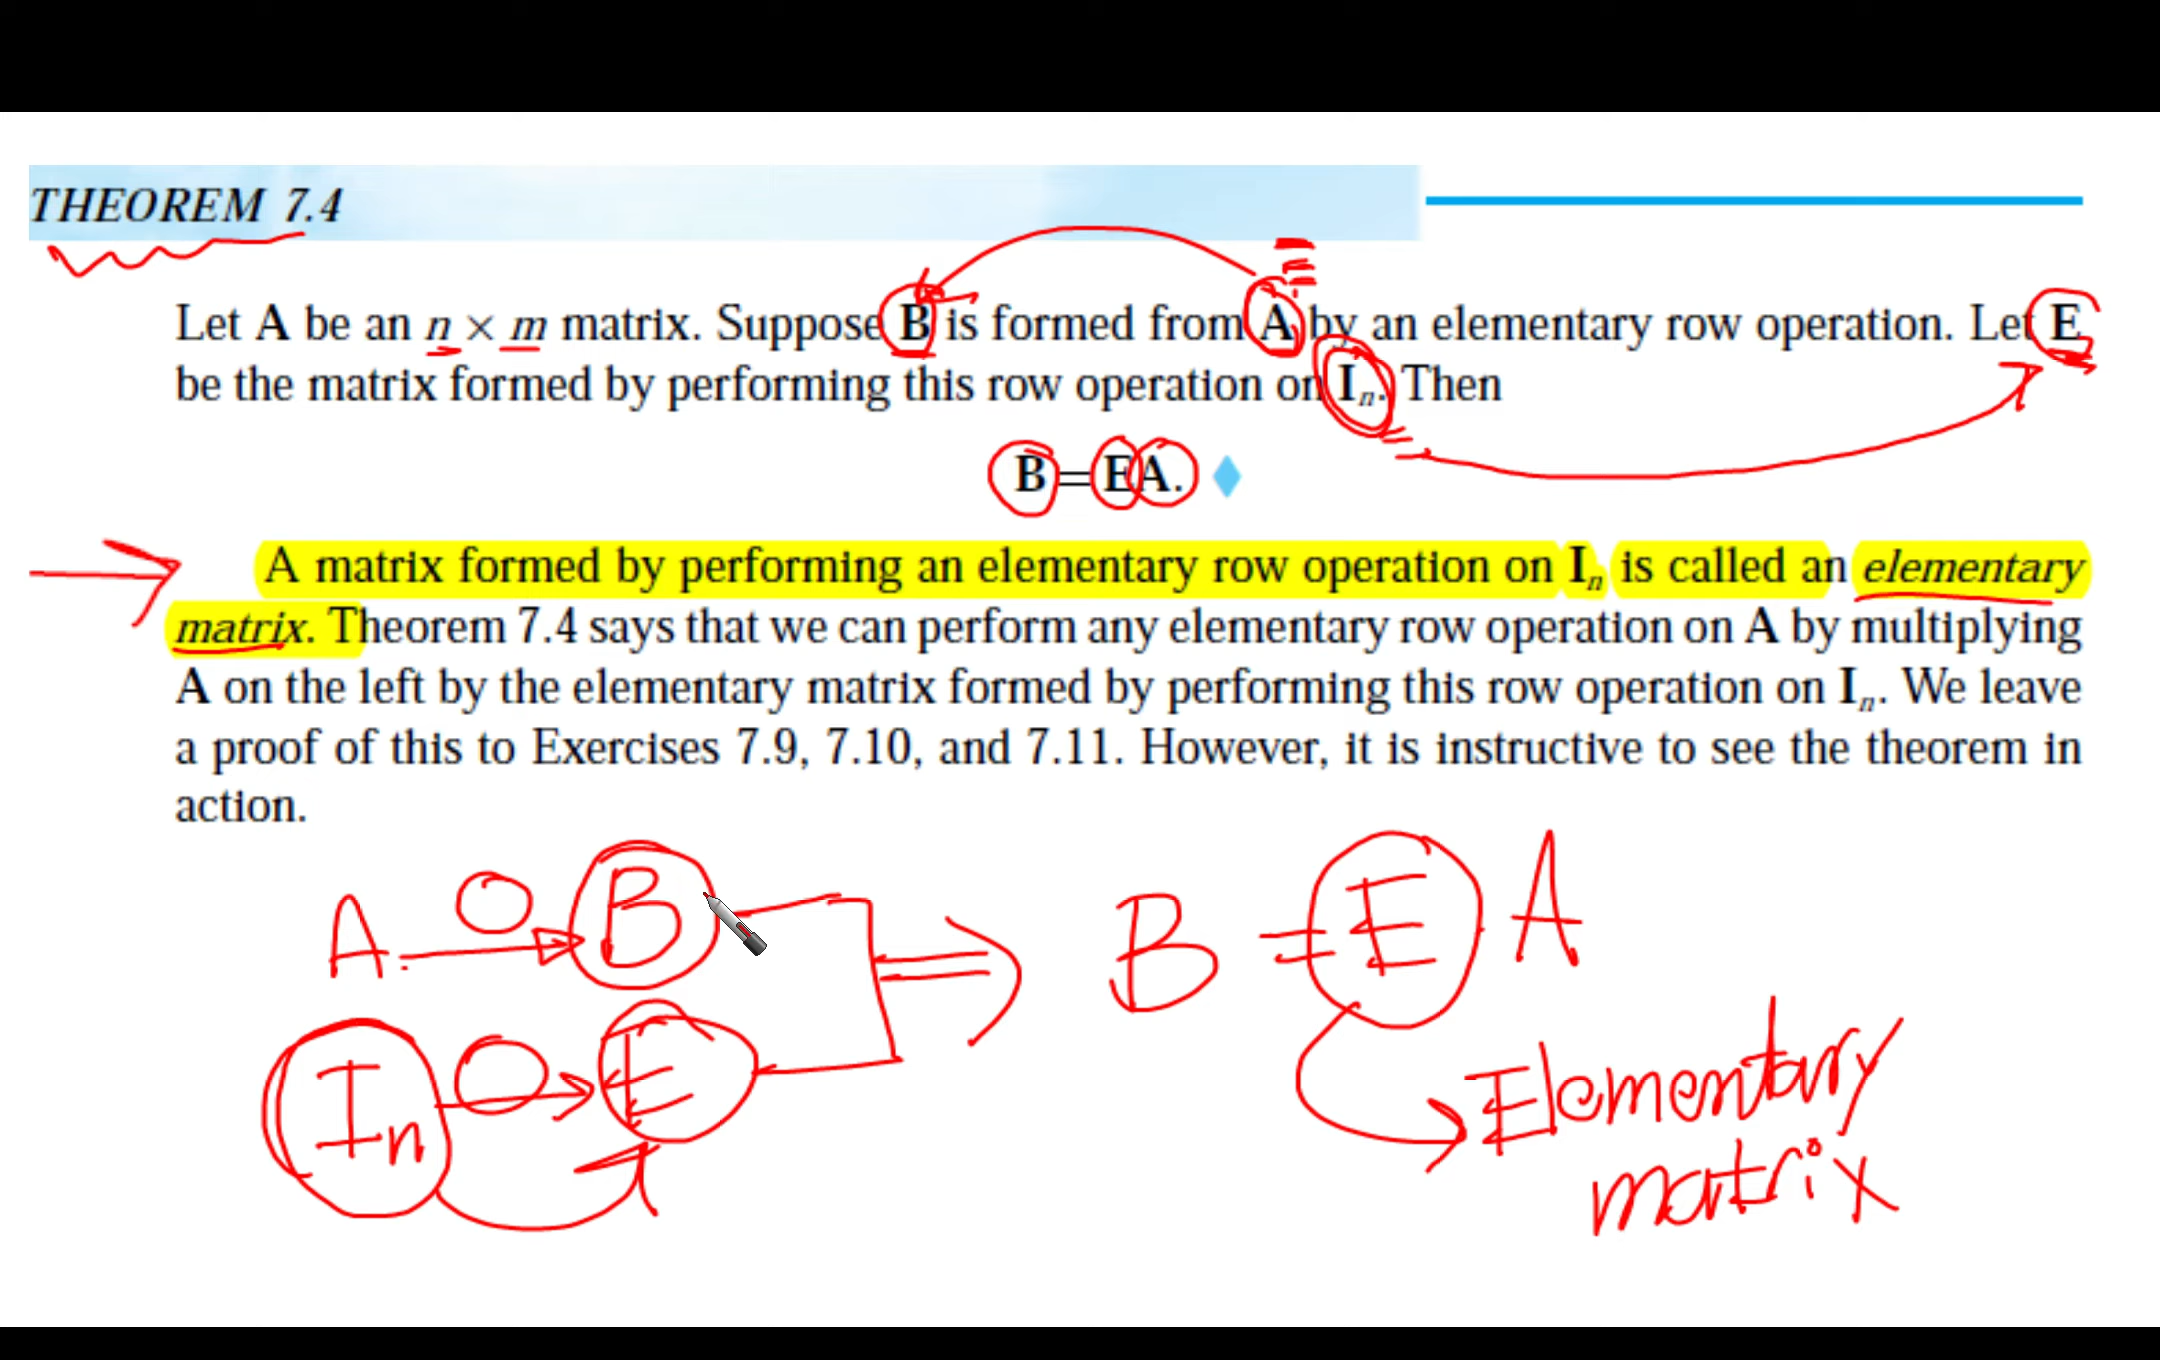 THEOREM 7.4
Let A be an n × m matrix. Suppose B is formed from A by an elementary row operation. Let E
be the matrix formed by performing this row operation on Iₙ. Then
B = EA.
A matrix formed by performing an elementary row operation on Iₙ is called an elementary
matrix. Theorem 7.4 says that we can perform any elementary row operation on A by multiplying
A on the left by the elementary matrix formed by performing this row operation on Iₙ. We leave
a proof of this to Exercises 7.9, 7.10, and 7.11. However, it is instructive to see the theorem in
action.
A → B ⇒ B = E A
Iₙ → E
Elementary
matrix